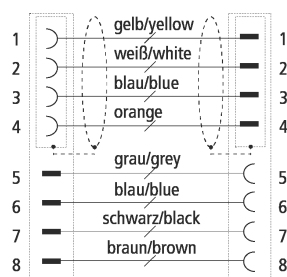 1 gelb/yellow 1
2 weiß/white 2
3 blau/blue 3
4 orange 4
5 grau/grey 5
6 blau/blue 6
7 schwarz/black 7
8 braun/brown 8